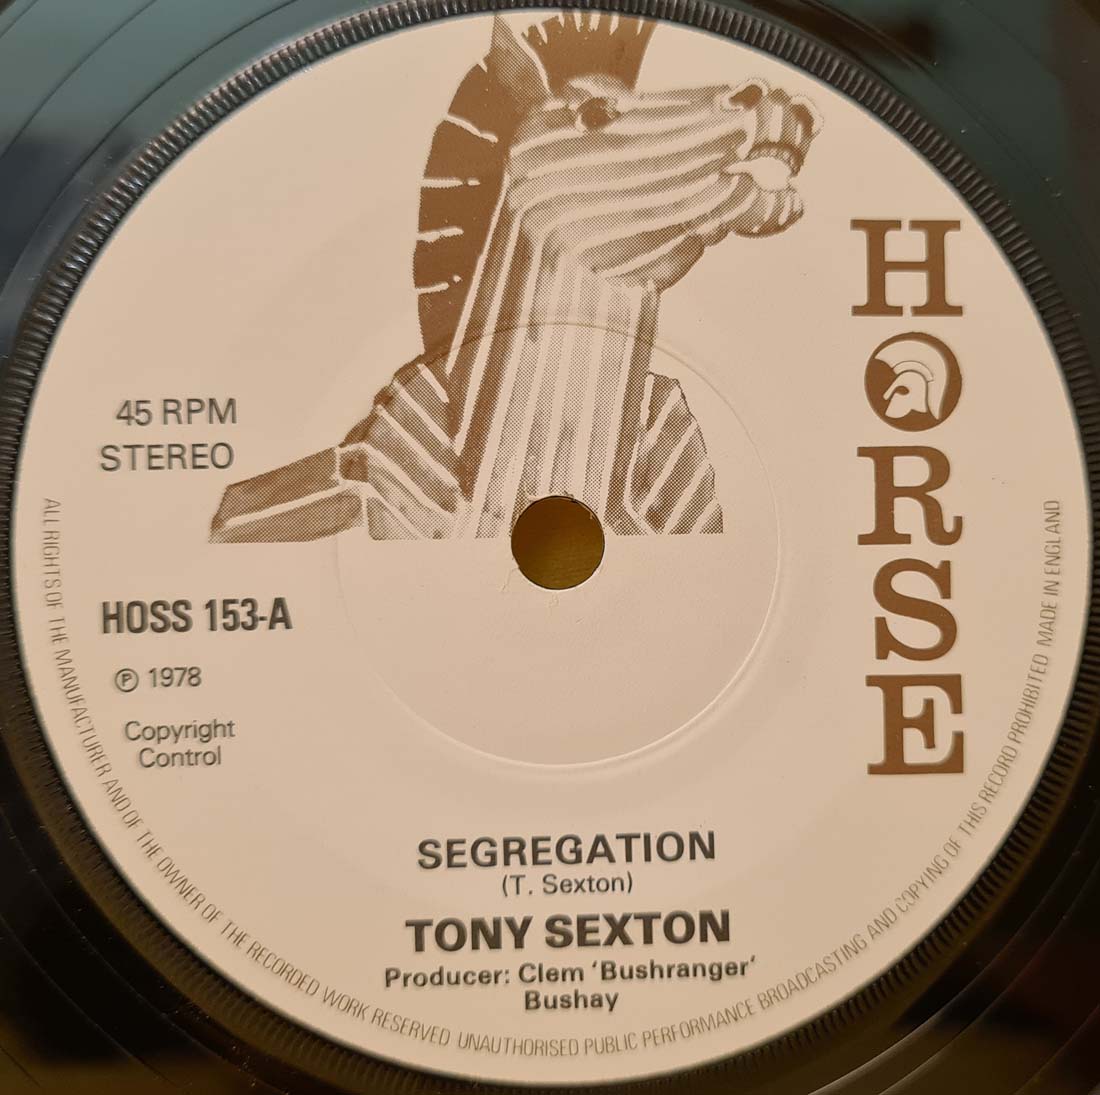 HORSE
45 RPM
STEREO
HOSS 153-A
Ⓟ 1978
Copyright
Control
SEGREGATION
(T. Sexton)
TONY SEXTON
Producer: Clem ‘Bushranger‘
Bushay
ALL RIGHTS OF THE MANUFACTURER AND OF THE OWNER OF THE RECORDED WORK RESERVED UNAUTHORISED PUBLIC PERFORMANCE BROADCASTING AND COPYING OF THIS RECORD PROHIBITED MADE IN ENGLAND